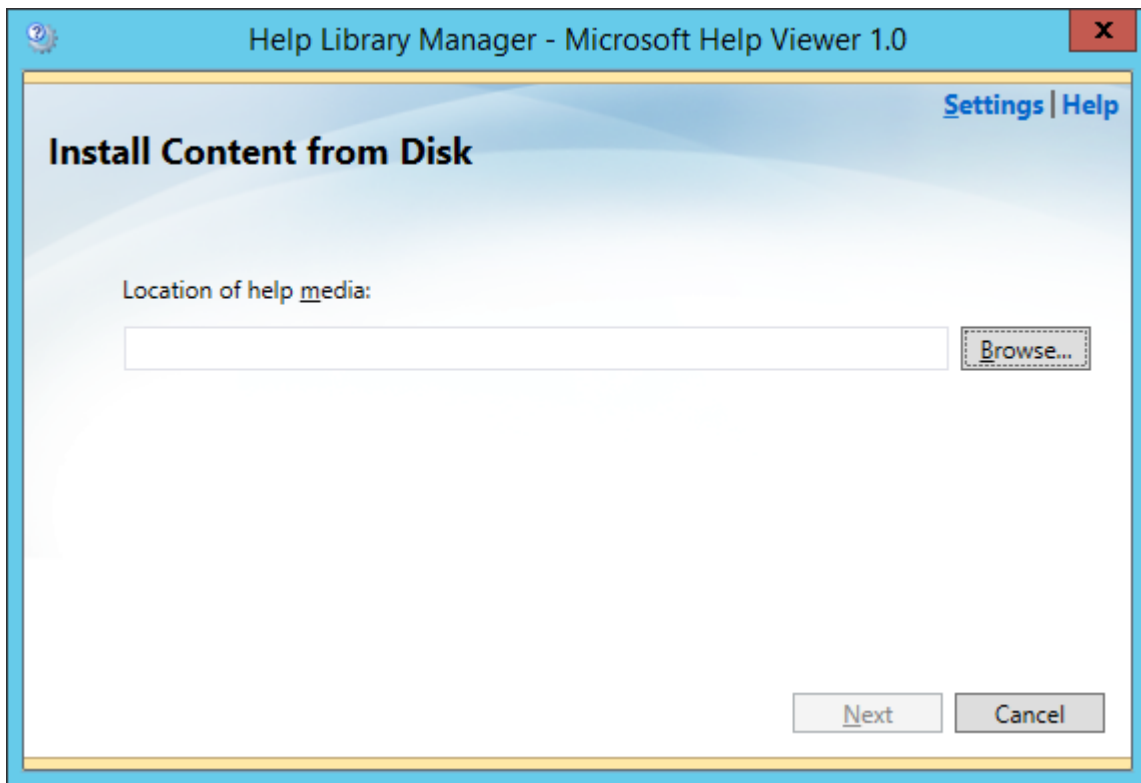 Help Library Manager - Microsoft Help Viewer 1.0
x
Settings | Help
Install Content from Disk
Location of help media:
Browse...
Next
Cancel